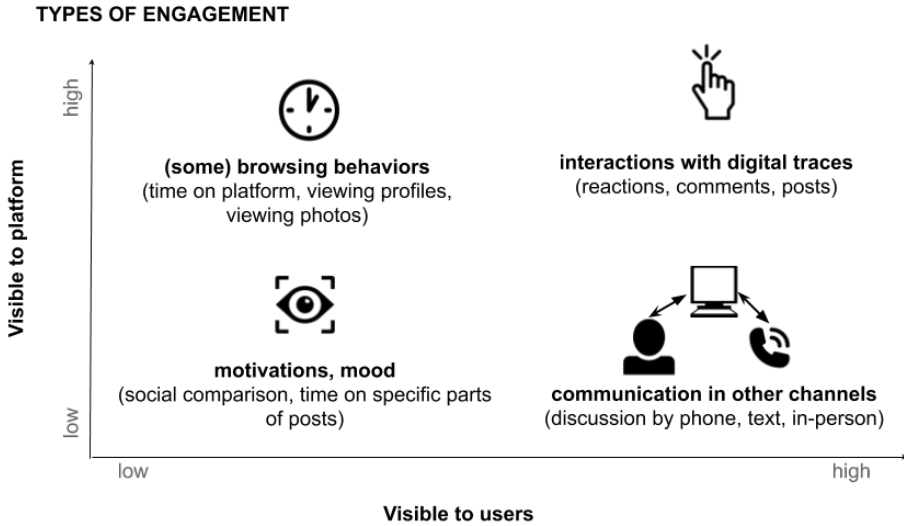 TYPES OF ENGAGEMENT
high
Visible to platform
low
(some) browsing behaviors
(time on platform, viewing profiles,
viewing photos)
interactions with digital traces
(reactions, comments, posts)
motivations, mood
(social comparison, time on specific parts
of posts)
communication in other channels
(discussion by phone, text, in-person)
low
high
Visible to users